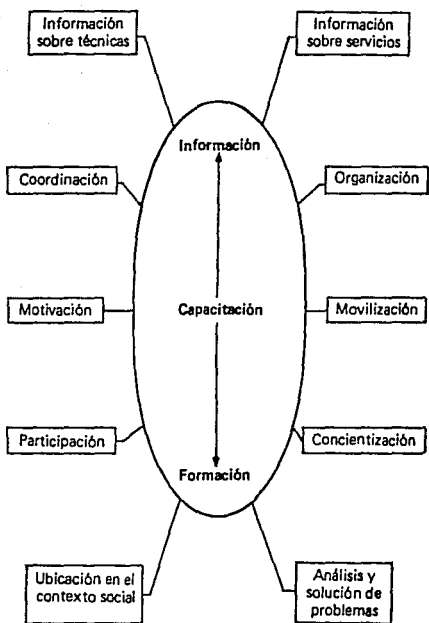 Información
sobre técnicas
Información
sobre servicios
Información
Coordinación
Organización
Motivación
Capacitación
Movilización
Participación
Concientización
Formación
Ubicación en el
contexto social
Análisis y
solución de
problemas